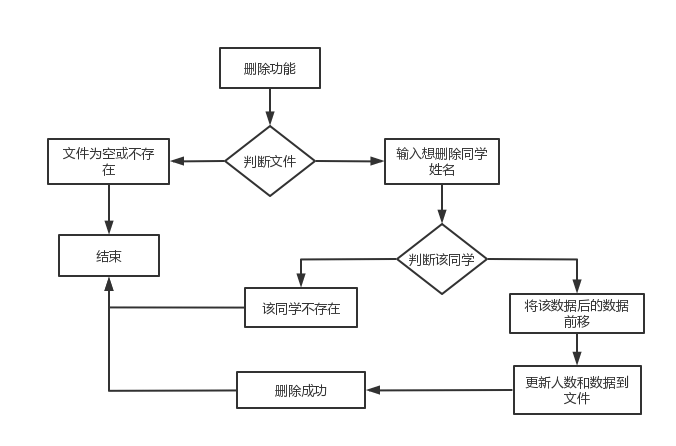 删除功能
文件为空或不存
在
判断文件
输入想删除同学
姓名
结束
判断该同学
该同学不存在
将该数据后的数据
前移
删除成功
更新人数和数据到
文件